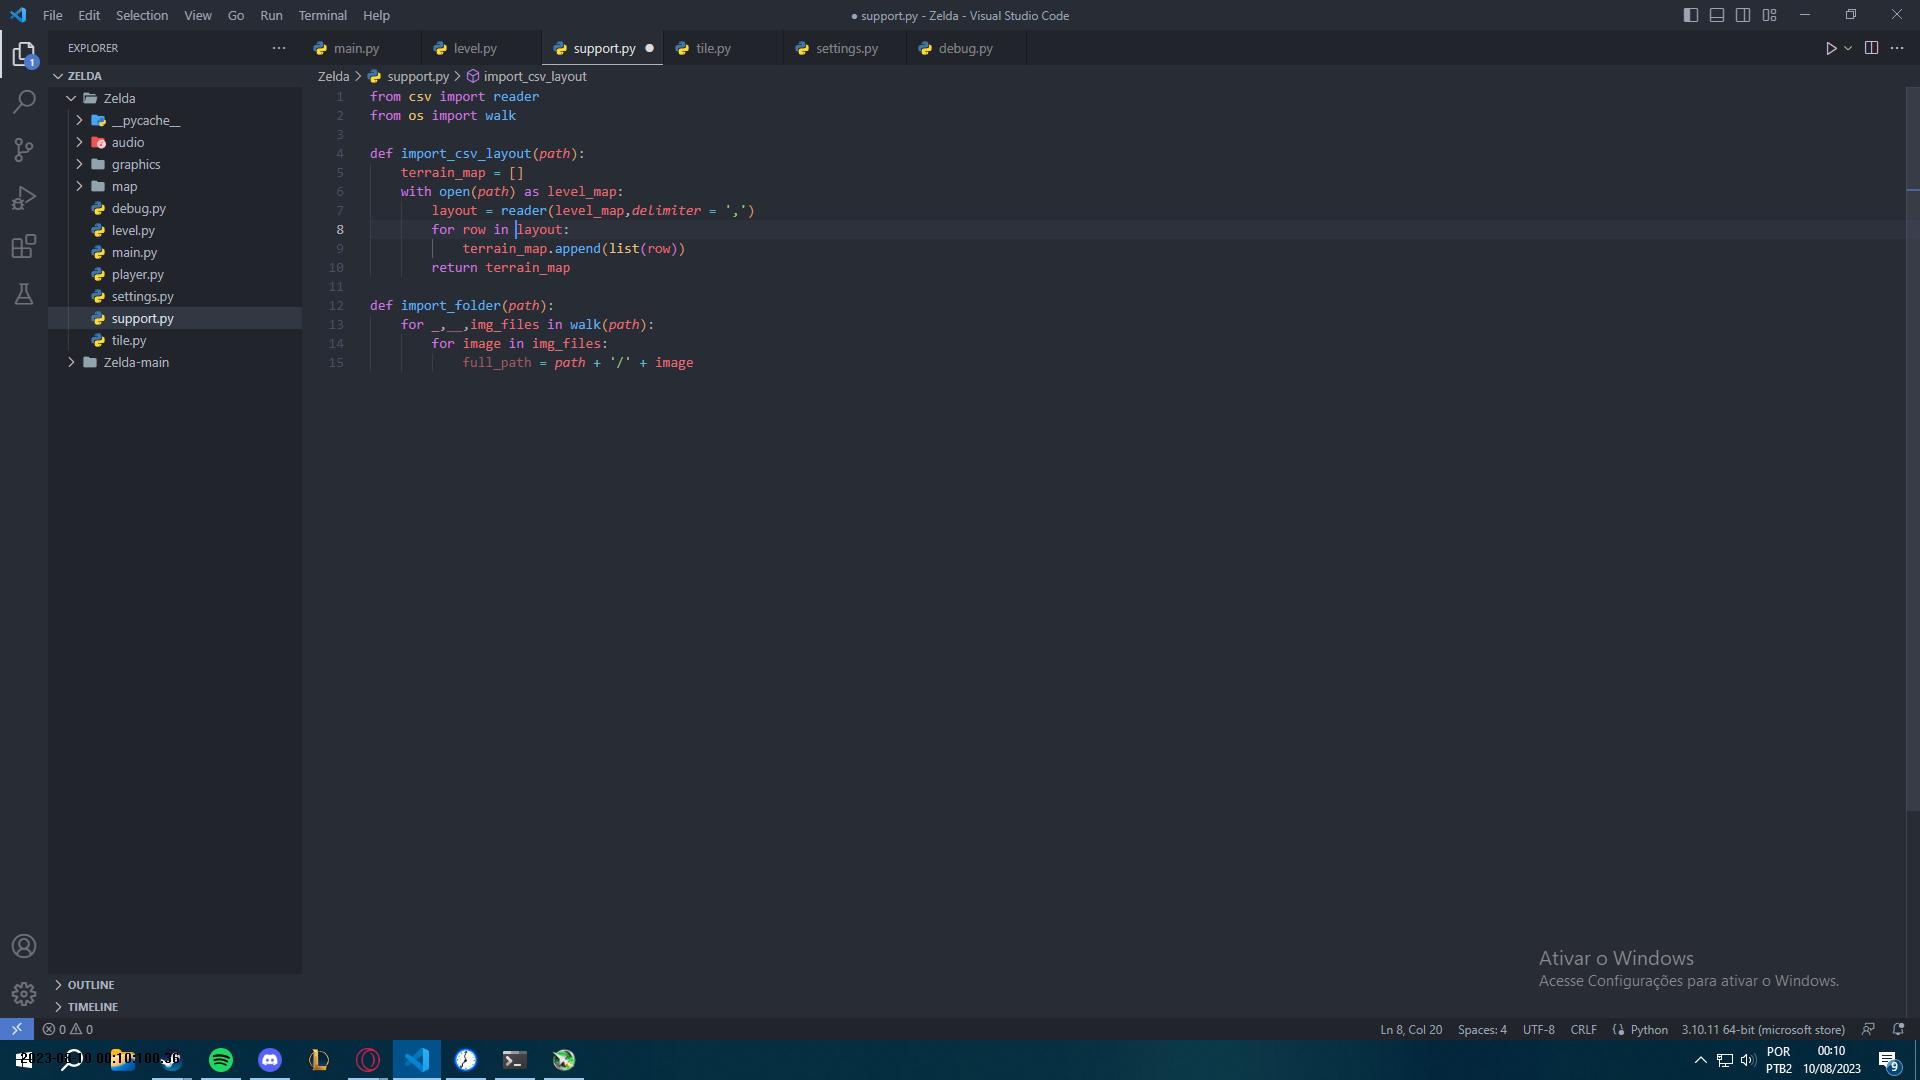 File Edit Selection View Go Run Terminal Help
● support.py - Zelda - Visual Studio Code
EXPLORER
main.py
level.py
support.py
tile.py
settings.py
debug.py
1
ZELDA
Zelda
__pycache__
audio
graphics
map
debug.py
level.py
main.py
player.py
settings.py
support.py
tile.py
Zelda-main
OUTLINE
TIMELINE
Zelda > support.py > import_csv_layout
1 from csv import reader
2 from os import walk
3
4 def import_csv_layout(path):
5 terrain_map = []
6 with open(path) as level_map:
7 layout = reader(level_map,delimiter = ',')
8 for row in layout:
9 terrain_map.append(list(row))
10 return terrain_map
11
12 def import_folder(path):
13 for _,__,img_files in walk(path):
14 for image in img_files:
15 full_path = path + '/' + image
Ativar o Windows
Acesse Configurações para ativar o Windows.
0 0
Ln 8, Col 20 Spaces: 4 UTF-8 CRLF Python 3.10.11 64-bit (microsoft store)
POR
PTB2
00:10
10/08/2023
9